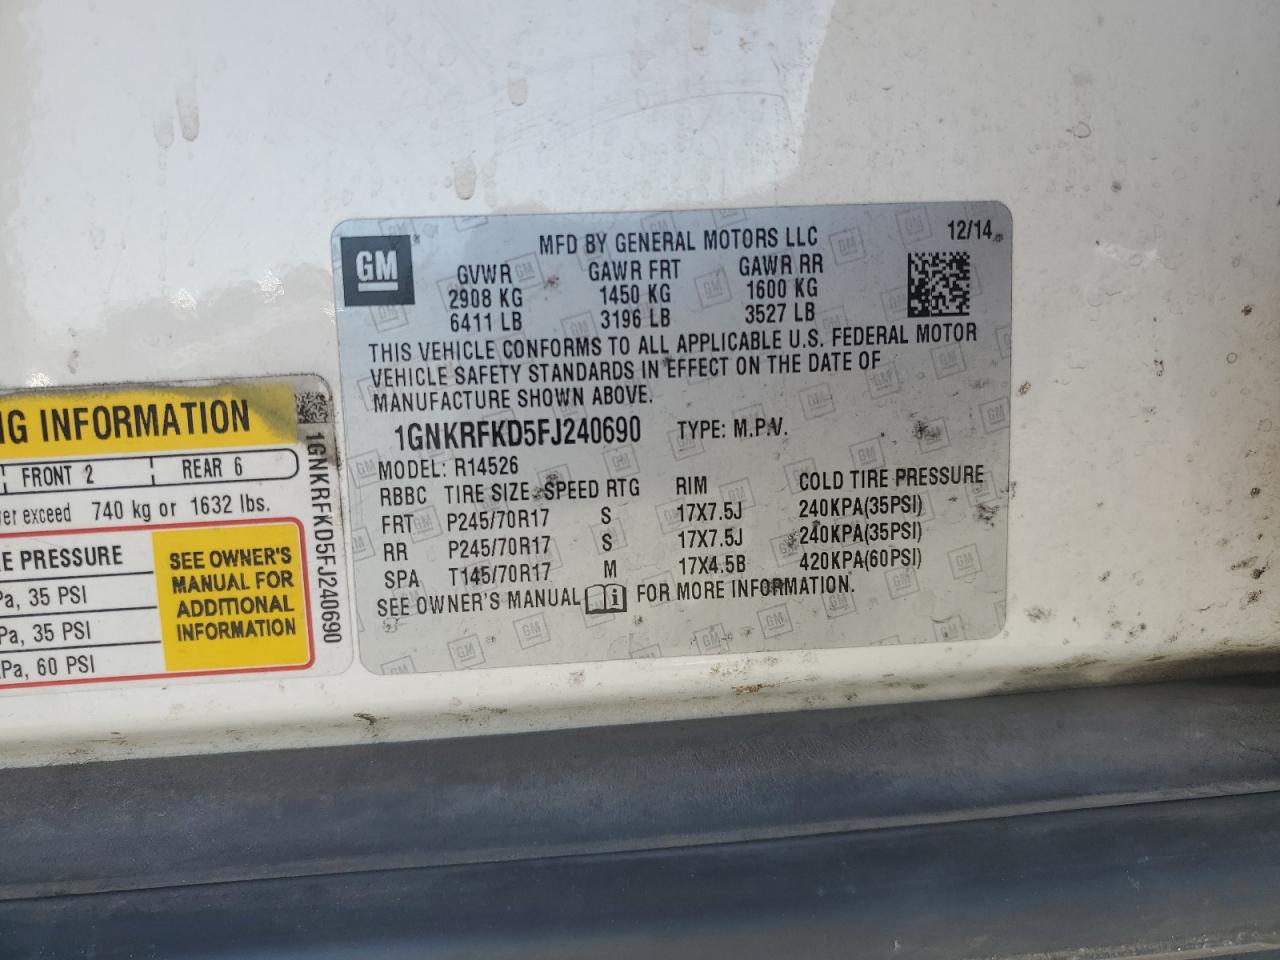 GM
MFD BY GENERAL MOTORS LLC
12/14
GVWR GAWR FRT GAWR RR
2908 KG 1450 KG 1600 KG
6411 LB 3196 LB 3527 LB
THIS VEHICLE CONFORMS TO ALL APPLICABLE U.S. FEDERAL MOTOR
VEHICLE SAFETY STANDARDS IN EFFECT ON THE DATE OF
MANUFACTURE SHOWN ABOVE.
1GNKRFKD5FJ240690 TYPE: M.P.V.
MODEL: R14526
RBBC TIRE SIZE SPEED RTG RIM COLD TIRE PRESSURE
FRT P245/70R17 S 17X7.5J 240KPA(35PSI)
RR P245/70R17 S 17X7.5J 240KPA(35PSI)
SPA T145/70R17 M 17X4.5B 420KPA(60PSI)
SEE OWNER'S MANUAL i FOR MORE INFORMATION.
INFORMATION
FRONT 2 REAR 6
exceed 740 kg or 1632 lbs.
PRESSURE
35 PSI
35 PSI
60 PSI
SEE OWNER'S
MANUAL FOR
ADDITIONAL
INFORMATION
1GNKRFKD5FJ240690